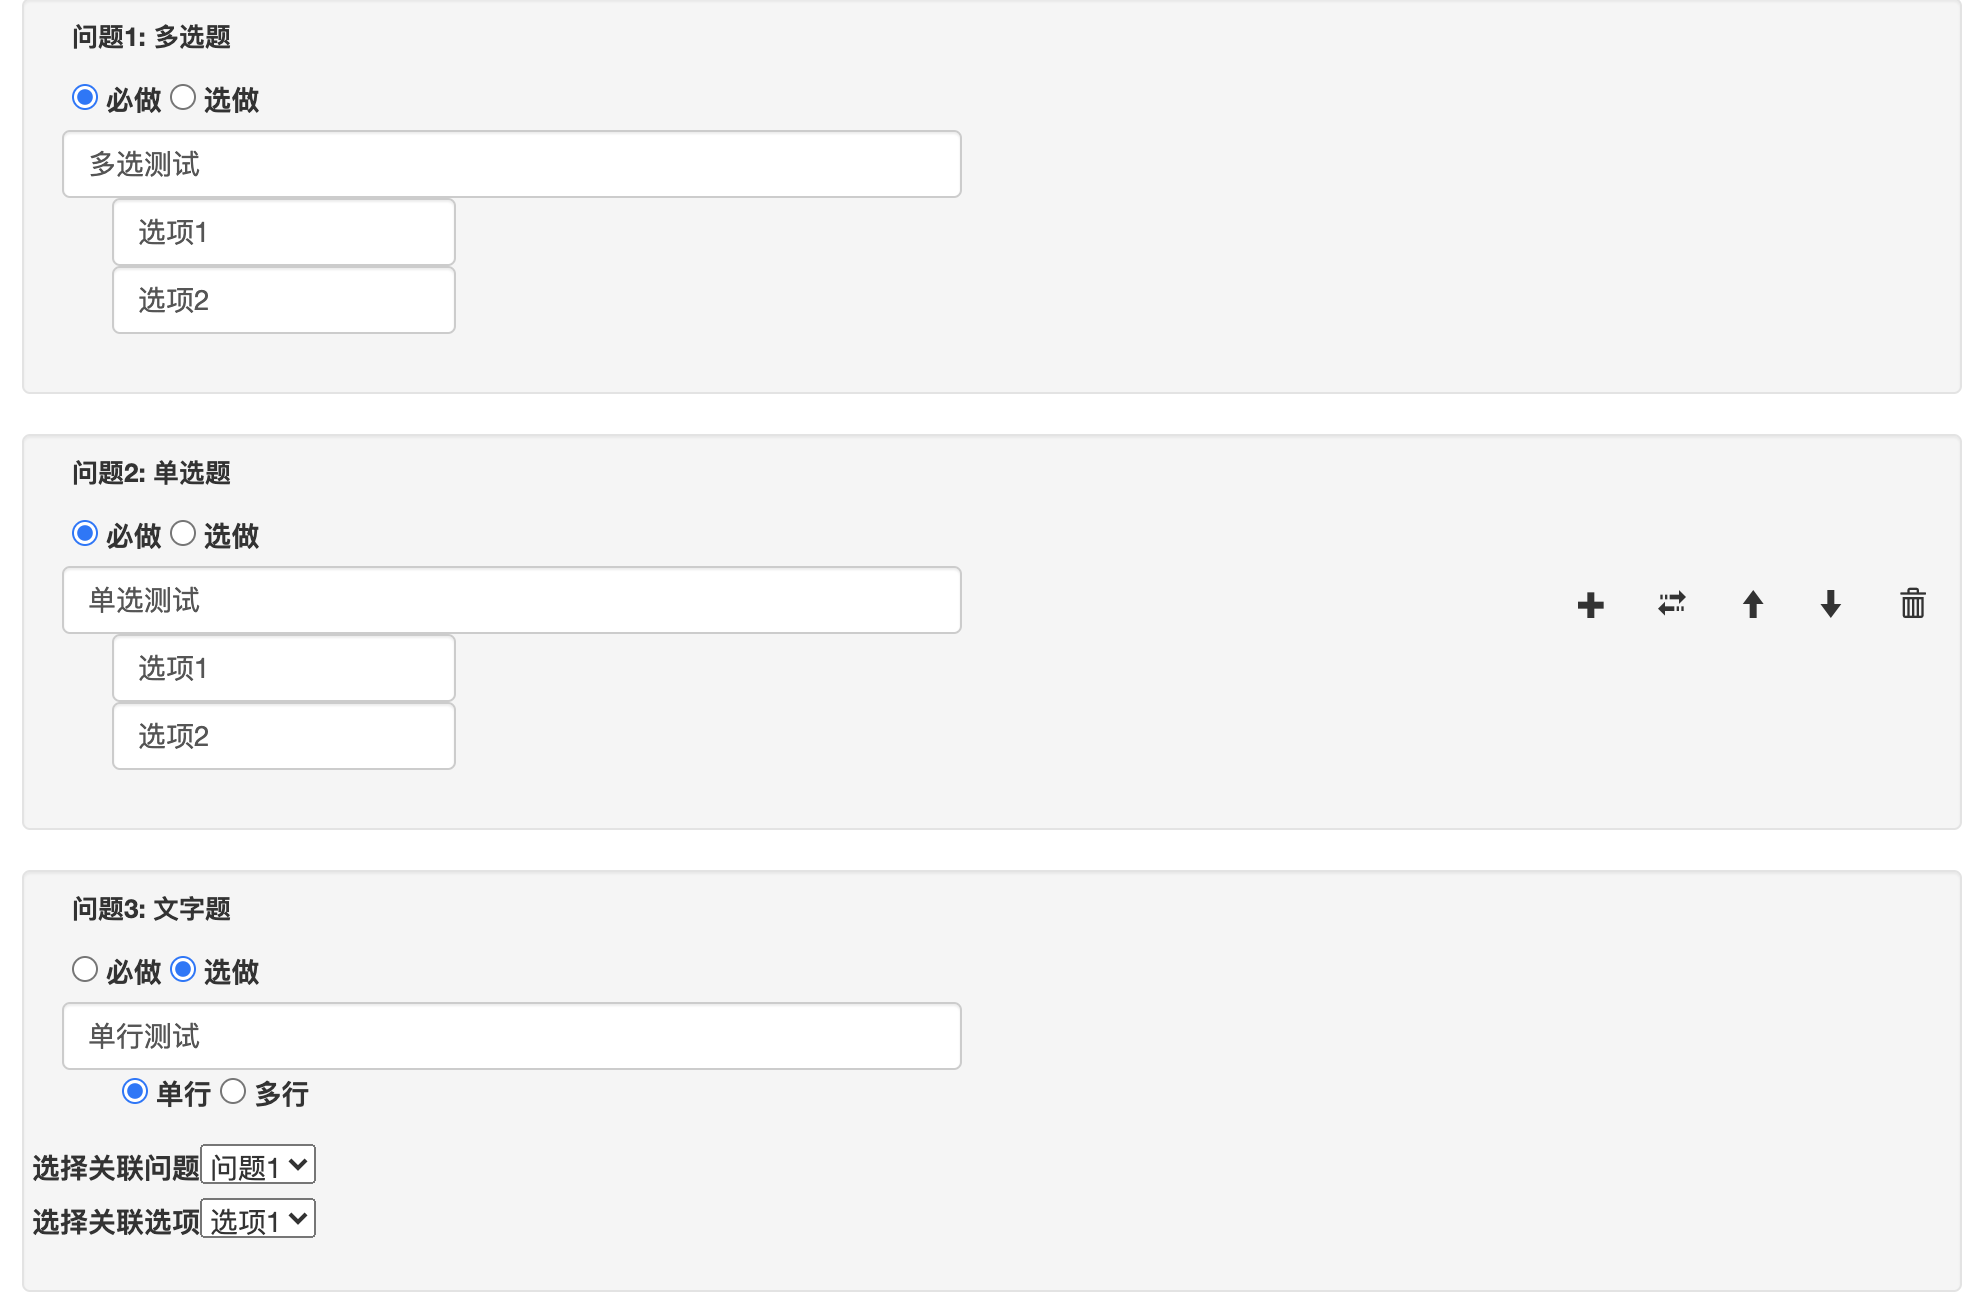 问题1: 多选题
必做 选做
多选测试
选项1
选项2
问题2: 单选题
必做 选做
单选测试
选项1
选项2
问题3: 文字题
必做 选做
单行测试
单行 多行
选择关联问题 问题1
选择关联选项 选项1